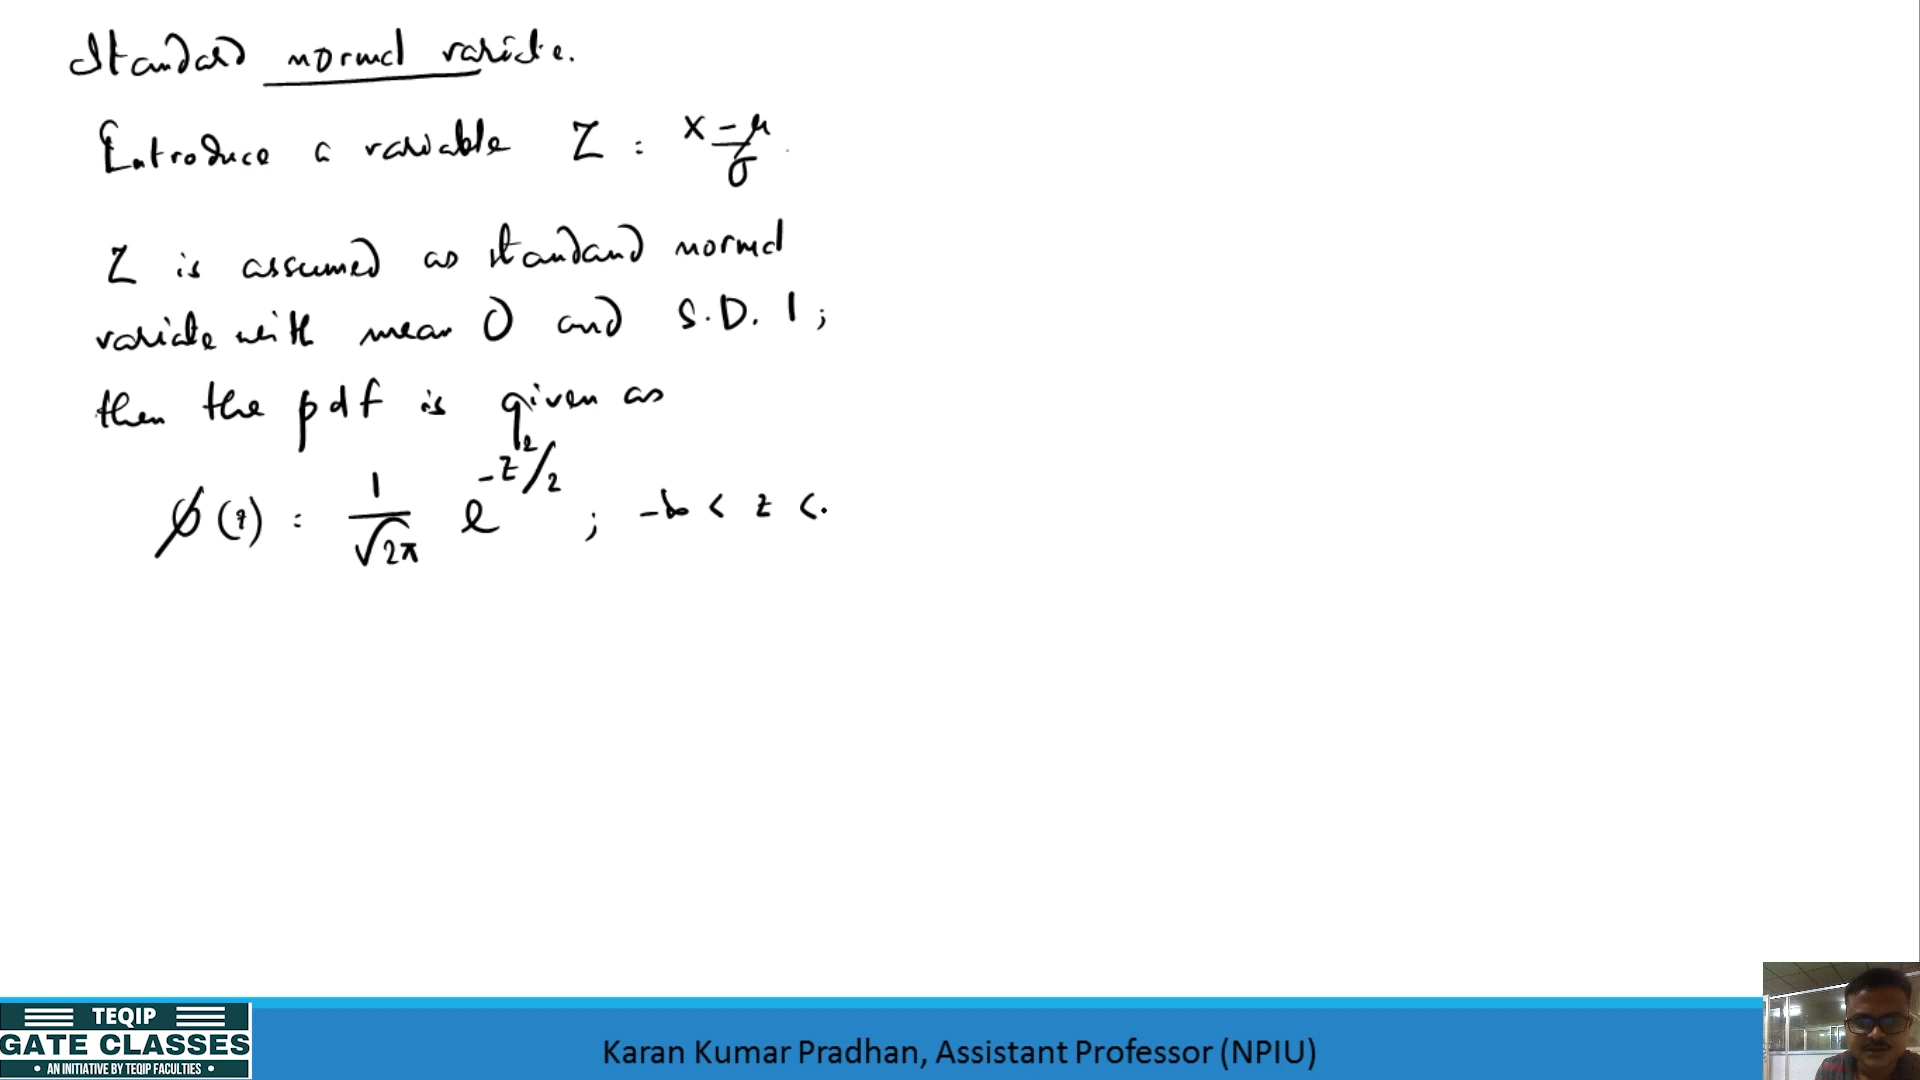 Standard normal variate.
Introduce a variable Z = x-μ/σ
Z is assumed as standard normal
variate with mean 0 and S.D. 1;
then the pdf is given as
φ(z) = 1/√2π e^-z²/2 ; -∞ < z <
TEQIP
GATE CLASSES
• AN INITIATIVE BY TEQIP FACULTIES •
Karan Kumar Pradhan, Assistant Professor (NPIU)